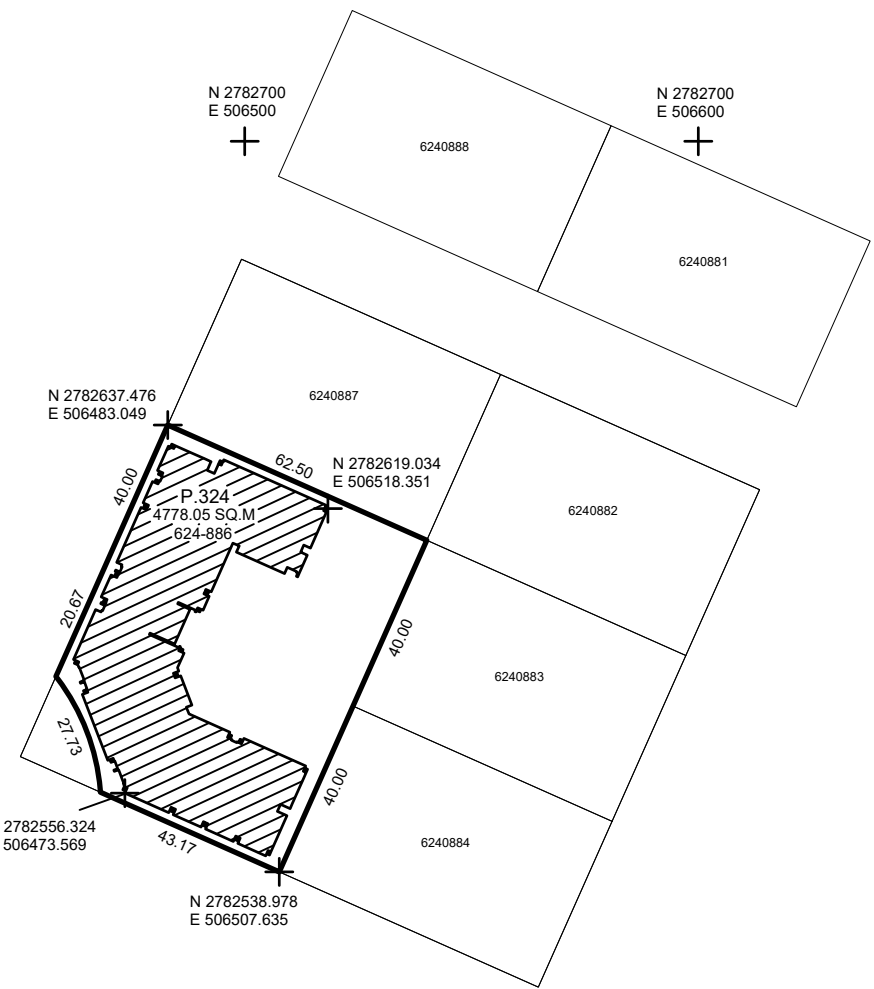 N 2782700
E 506500
N 2782700
E 506600
6240888
6240881
6240887
N 2782637.476
E 506483.049
62.50
N 2782619.034
E 506518.351
40.00
P.324
4778.05 SQ.M
624-886
6240882
20.67
40.00
6240883
27.73
40.00
2782556.324
506473.569
43.17
6240884
N 2782538.978
E 506507.635